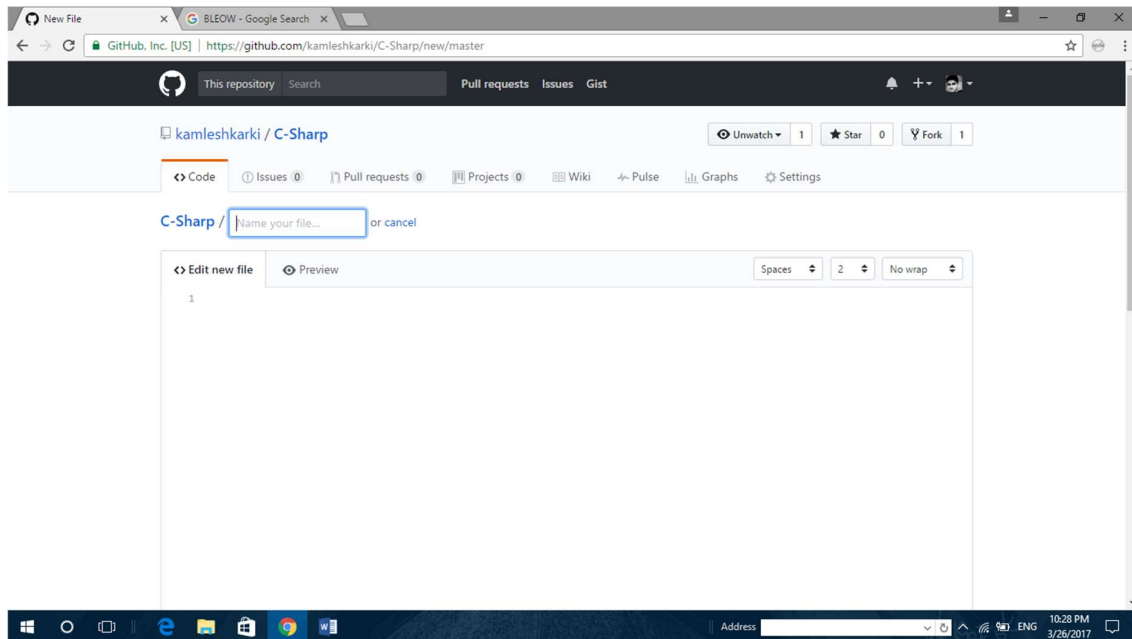 New File
BLEOW - Google Search
GitHub, Inc. [US] | https://github.com/kamleshkarki/C-Sharp/new/master
This repository Search Pull requests Issues Gist
kamleshkarki / C-Sharp Unwatch 1 Star 0 Fork 1
Code Issues 0 Pull requests 0 Projects 0 Wiki Pulse Graphs Settings
C-Sharp / Name your file... or cancel
Edit new file Preview Spaces 2 No wrap
1
Address ENG 10:28 PM
3/26/2017